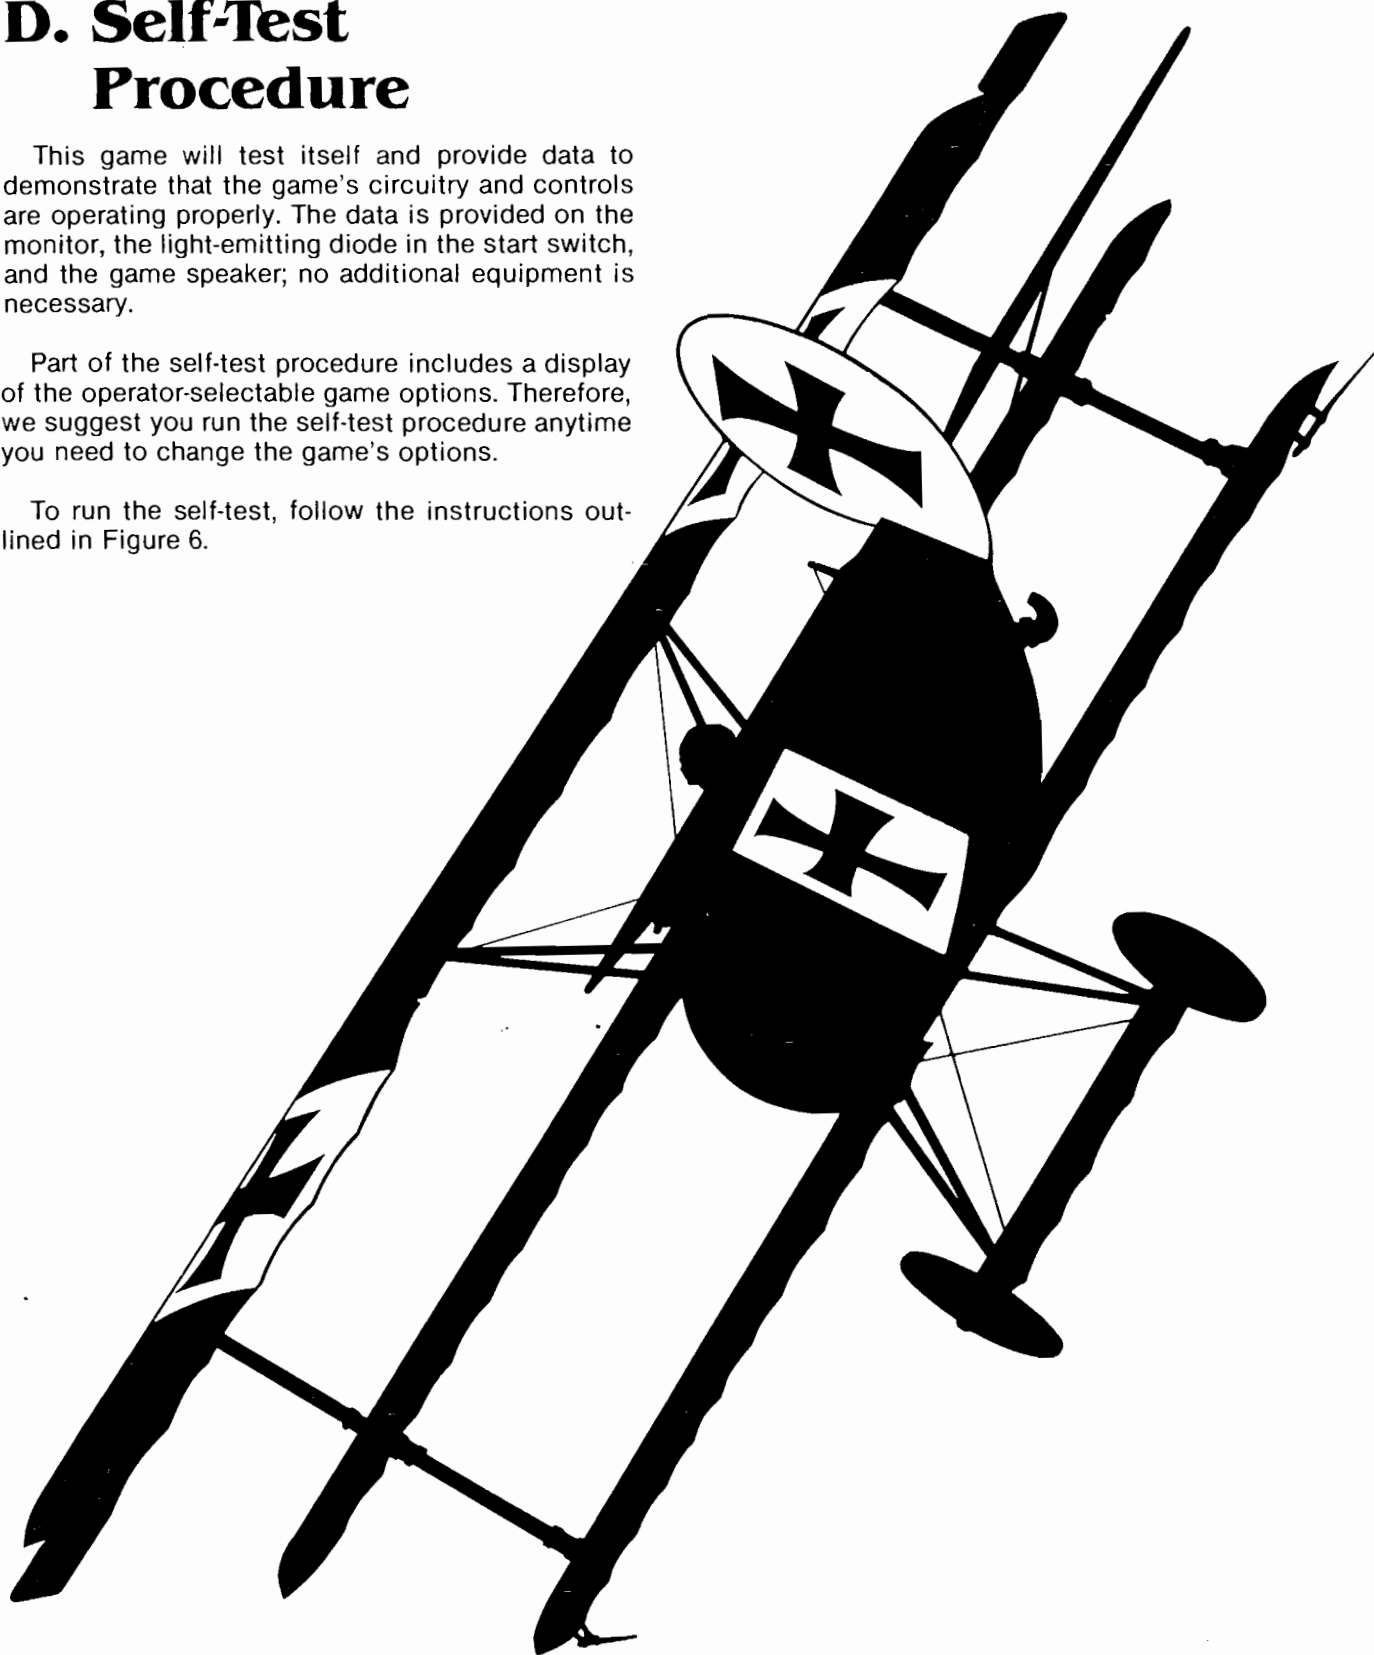 D. Self-Test
Procedure
This game will test itself and provide data to
demonstrate that the game's circuitry and controls
are operating properly. The data is provided on the
monitor, the light-emitting diode in the start switch,
and the game speaker; no additional equipment is
necessary.
Part of the self-test procedure includes a display
of the operator-selectable game options. Therefore,
we suggest you run the self-test procedure anytime
you need to change the game's options.
To run the self-test, follow the instructions out-
lined in Figure 6.